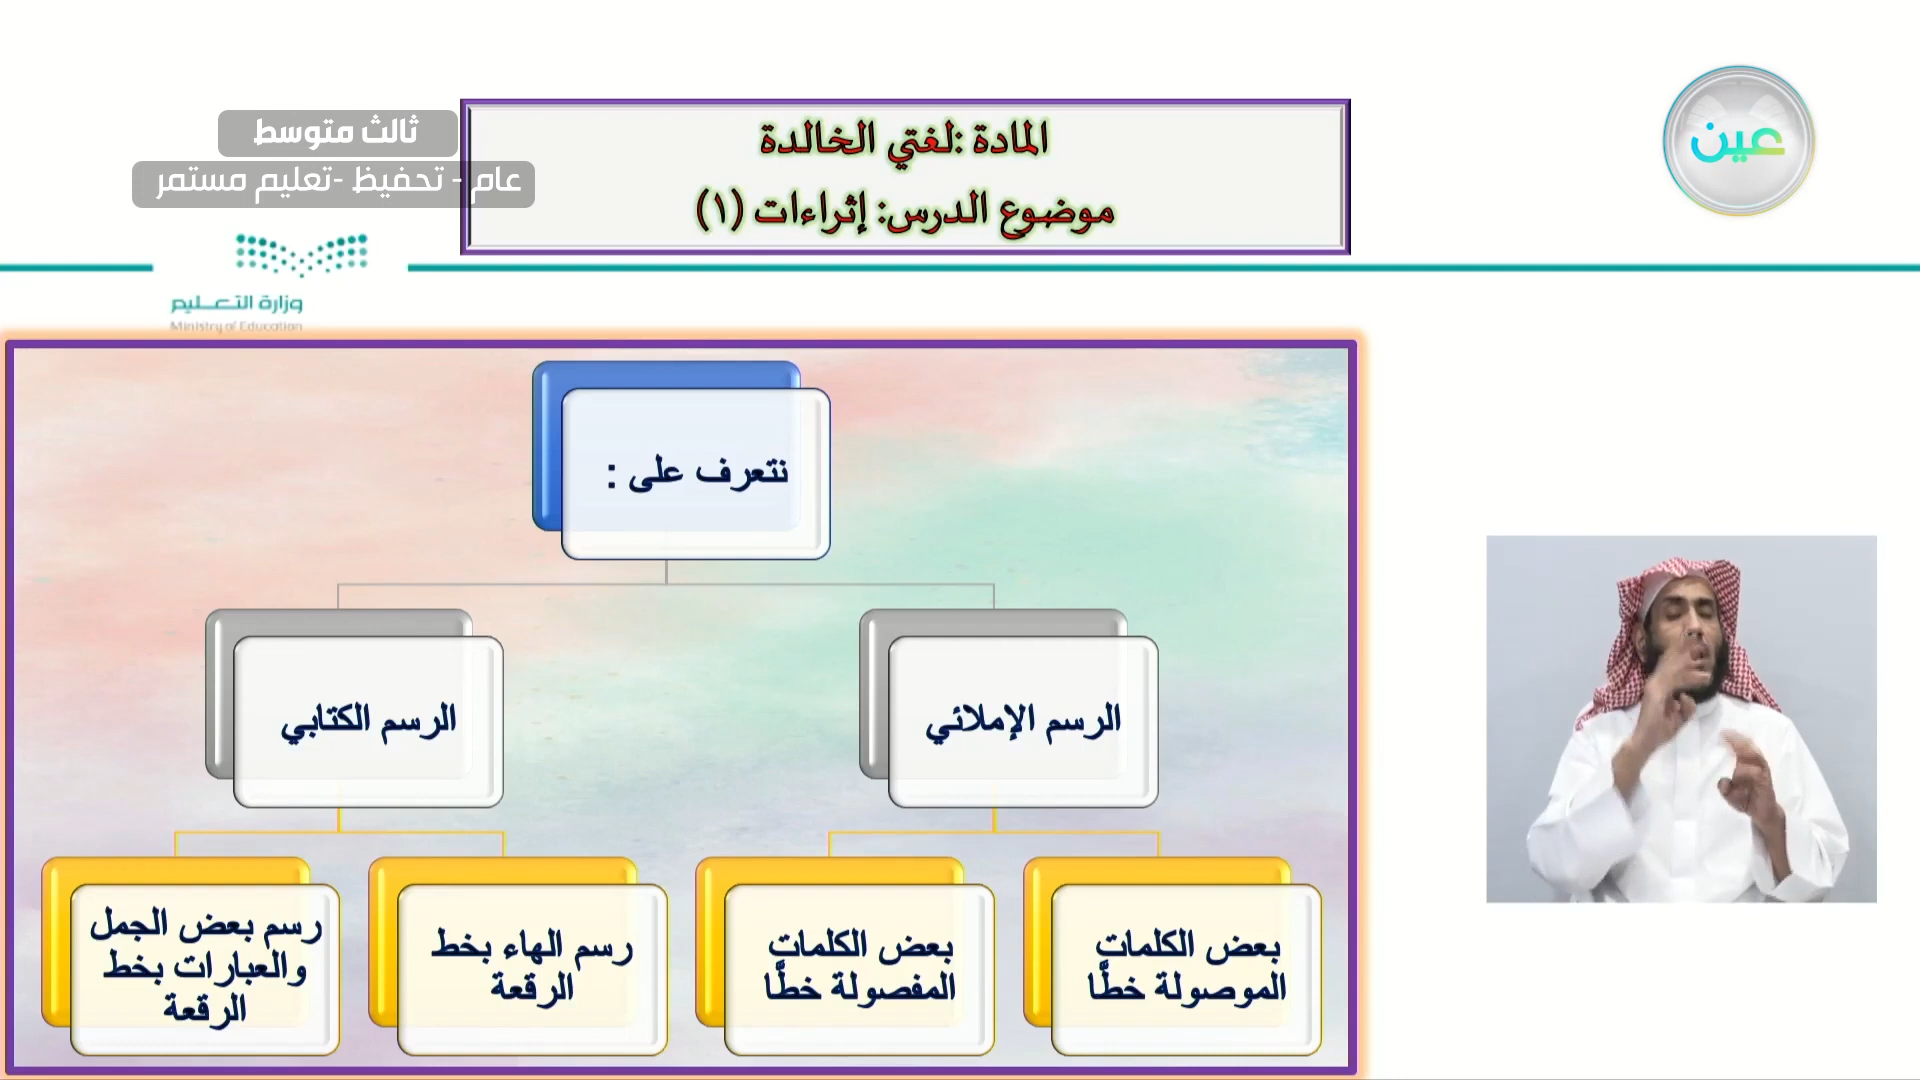 المادة :لغتي الخالدة
موضوع الدرس: إثراءات (١)
عين
ثالث متوسط
عام - تحفيظ -تعليم مستمر
وزارة التعليم
Ministry of Education
نتعرف على :
الرسم الإملائي
الرسم الكتابي
بعض الكلمات
الموصولة خطًّا
بعض الكلمات
المفصولة خطًّا
رسم الهاء بخط
الرقعة
رسم بعض الجمل
والعبارات بخط
الرقعة